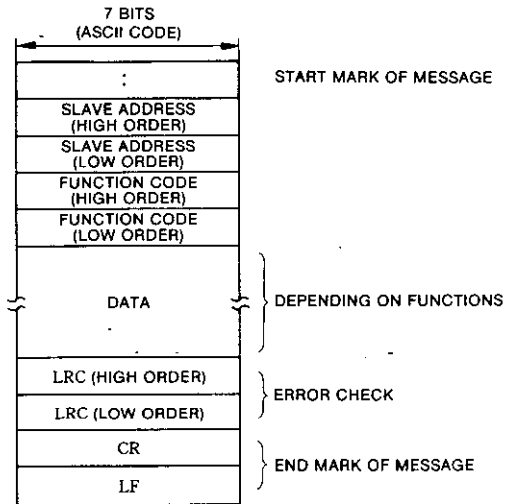 7 BITS
(ASCII CODE)
:
START MARK OF MESSAGE
SLAVE ADDRESS
(HIGH ORDER)
SLAVE ADDRESS
(LOW ORDER)
FUNCTION CODE
(HIGH ORDER)
FUNCTION CODE
(LOW ORDER)
DATA
DEPENDING ON FUNCTIONS
LRC (HIGH ORDER)
LRC (LOW ORDER)
ERROR CHECK
CR
LF
END MARK OF MESSAGE